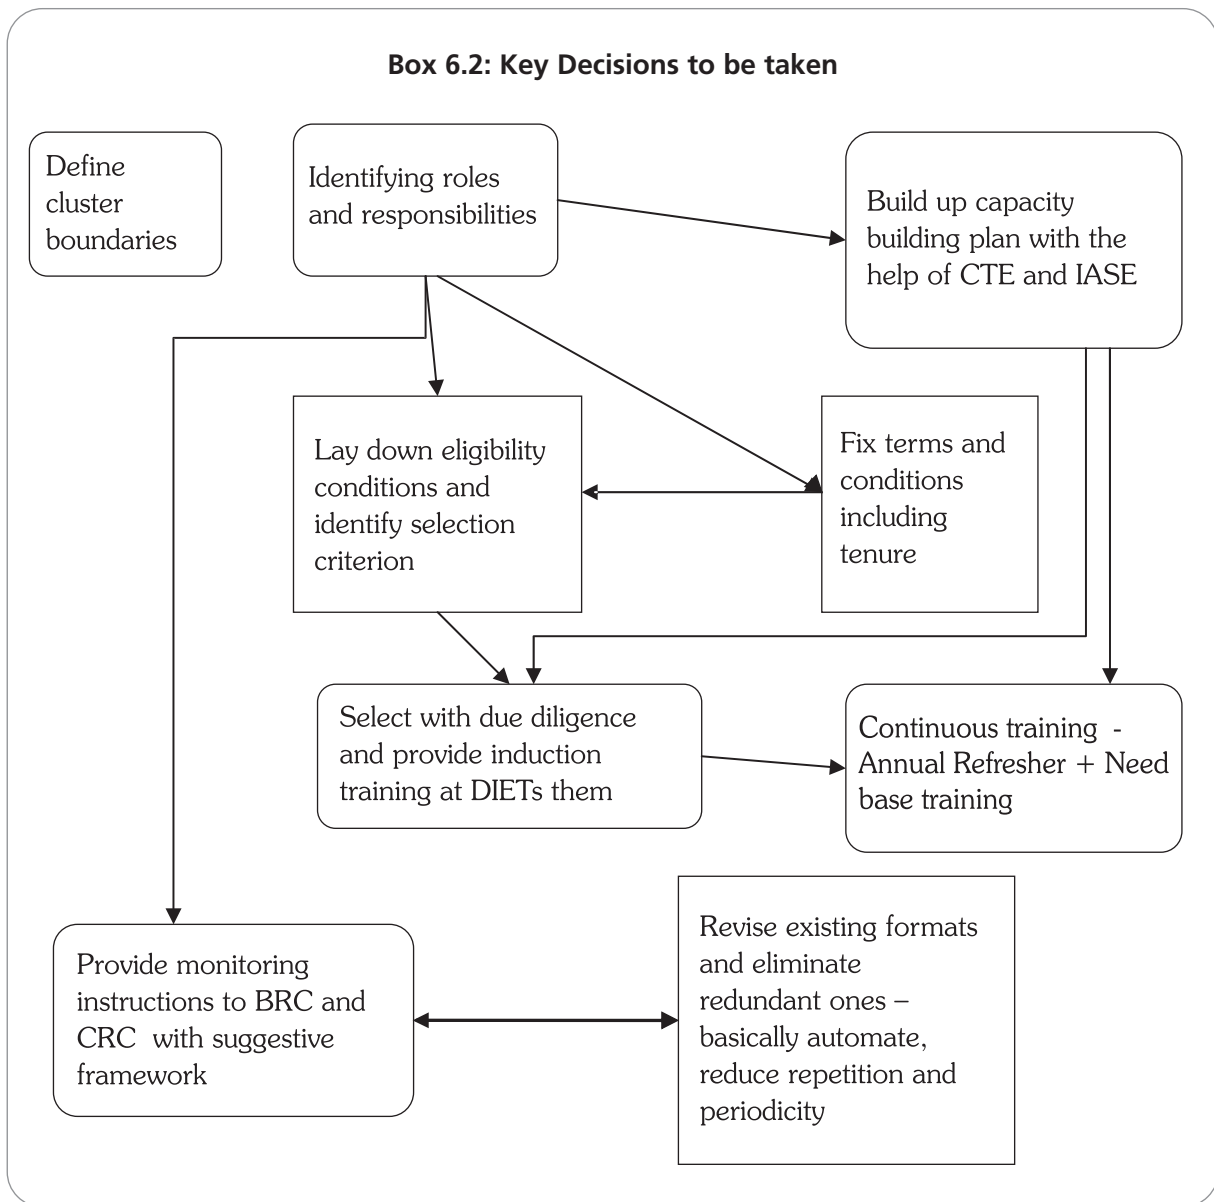 Box 6.2: Key Decisions to be taken
Define
cluster
boundaries
Identifying roles
and responsibilities
Build up capacity
building plan with the
help of CTE and IASE
Lay down eligibility
conditions and
identify selection
criterion
Fix terms and
conditions
including
tenure
Select with due diligence
and provide induction
training at DIETs them
Continuous training -
Annual Refresher + Need
base training
Provide monitoring
instructions to BRC and
CRC with suggestive
framework
Revise existing formats
and eliminate
redundant ones –
basically automate,
reduce repetition and
periodicity